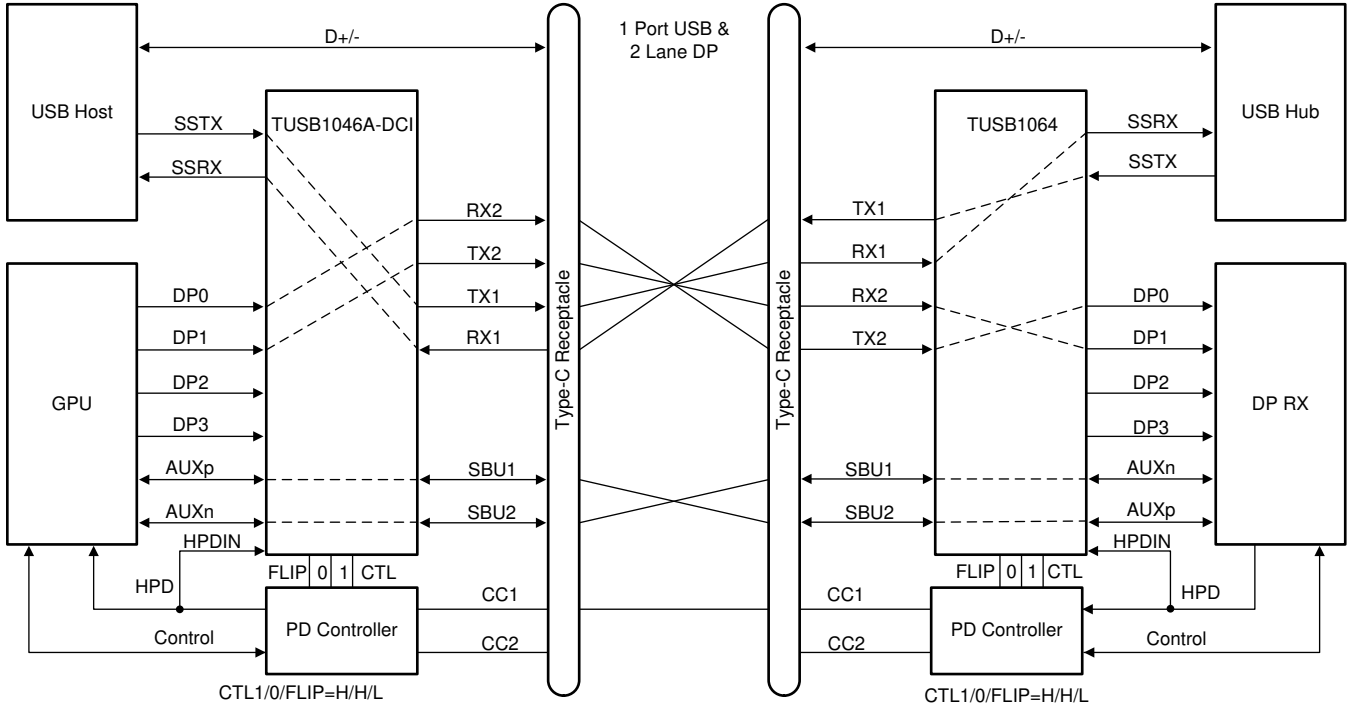 D+/-
1 Port USB &
2 Lane DP
D+/-
USB Host
SSTX
SSRX
TUSB1046A-DCI
RX2
TX2
TX1
RX1
Type-C Receptacle
Type-C Receptacle
TX1
RX1
RX2
TX2
TUSB1064
SSRX
SSTX
USB Hub
GPU
DP0
DP1
DP2
DP3
AUXp
AUXn
HPDIN
SBU1
SBU2
SBU1
SBU2
DP0
DP1
DP2
DP3
AUXn
AUXp
HPDIN
DP RX
FLIP 0 1 CTL
HPD
Control
PD Controller
CC1
CC2
CTL1/0/FLIP=H/H/L
CC1
CC2
FLIP 0 1 CTL
PD Controller
HPD
Control
CTL1/0/FLIP=H/H/L